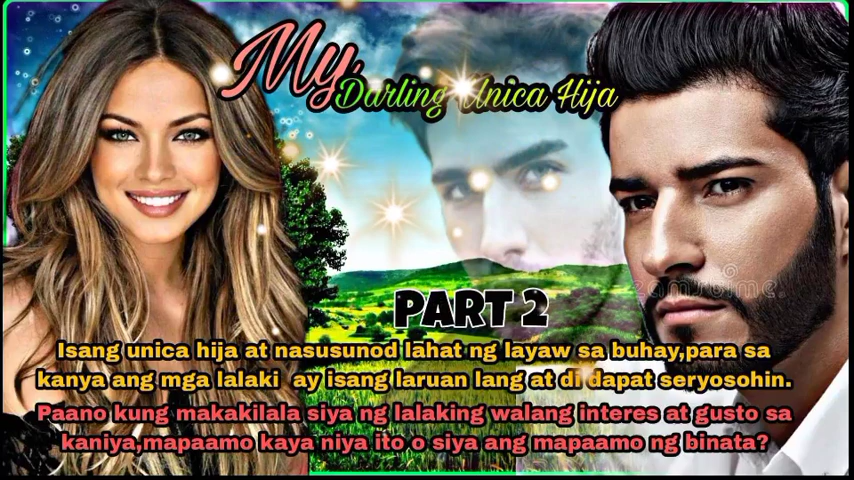 My
Darling Unica Hija
PART 2
Isang unica hija at nasusunod lahat ng layaw sa buhay,para sa
kanya ang mga lalaki ay isang laruan lang at di dapat seryosohin.
Paano kung makakilala siya ng lalaking walang interes at gusto sa
kaniya,mapaamo kaya niya ito o siya ang mapaamo ng binata?